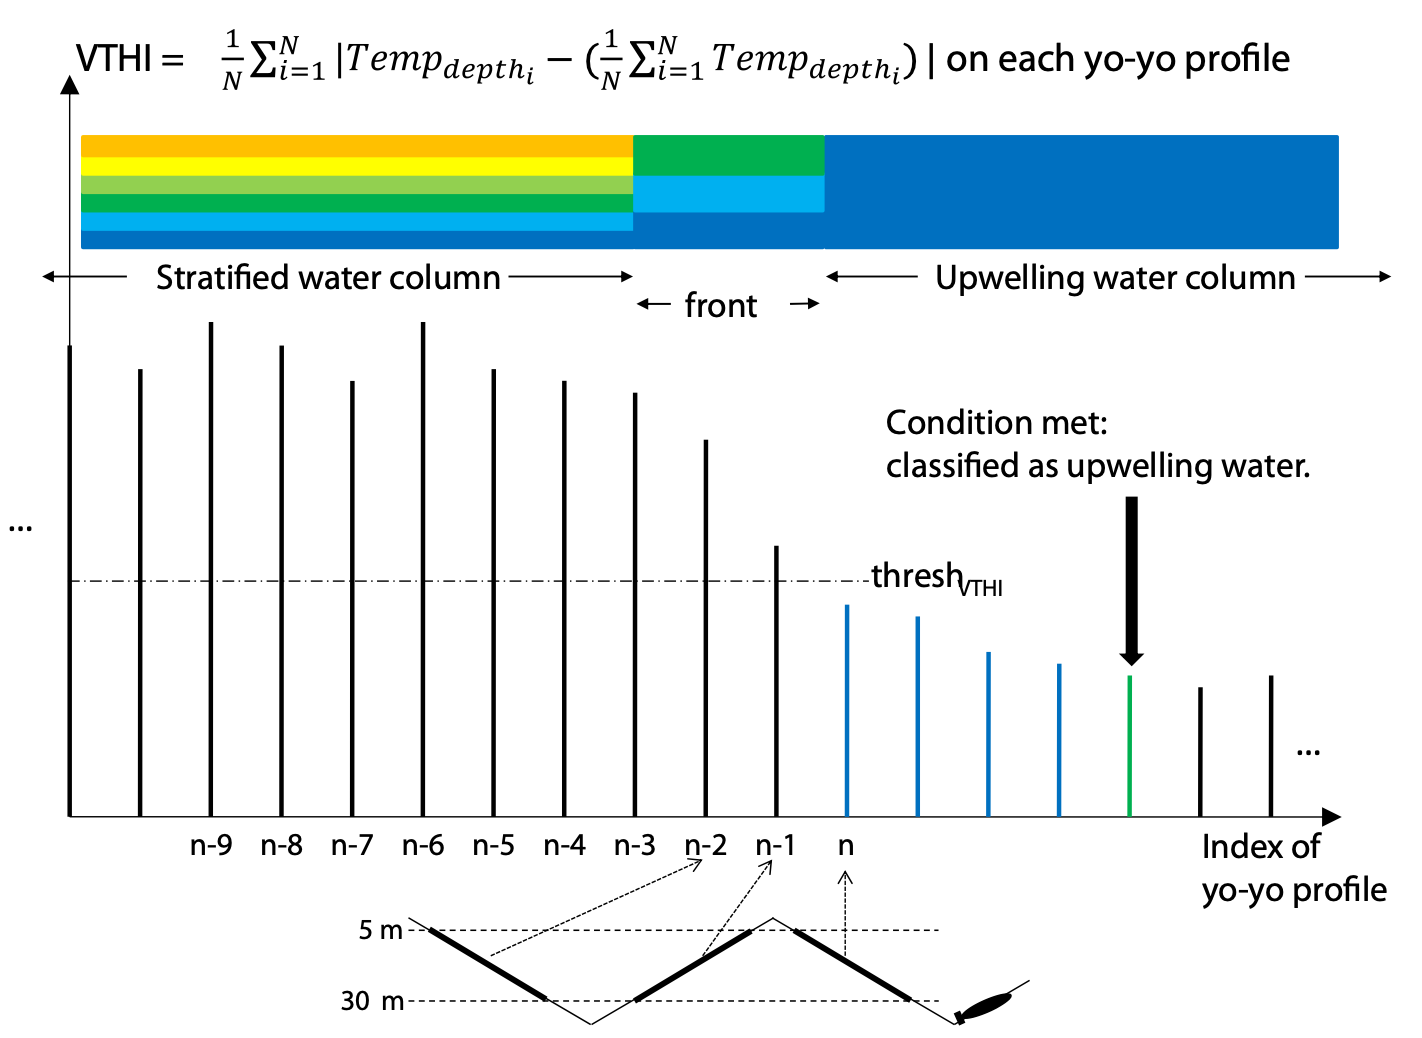 VTHI = 1/N ∑_{i=1}^{N} |Temp_{depth_i} − (1/N ∑_{i=1}^{N} Temp_{depth_i}) | on each yo-yo profile
Stratified water column
front
Upwelling water column
Condition met:
classified as upwelling water.
...
thresh_VTHI
...
n-9 n-8 n-7 n-6 n-5 n-4 n-3 n-2 n-1 n
Index of
yo-yo profile
5 m
30 m